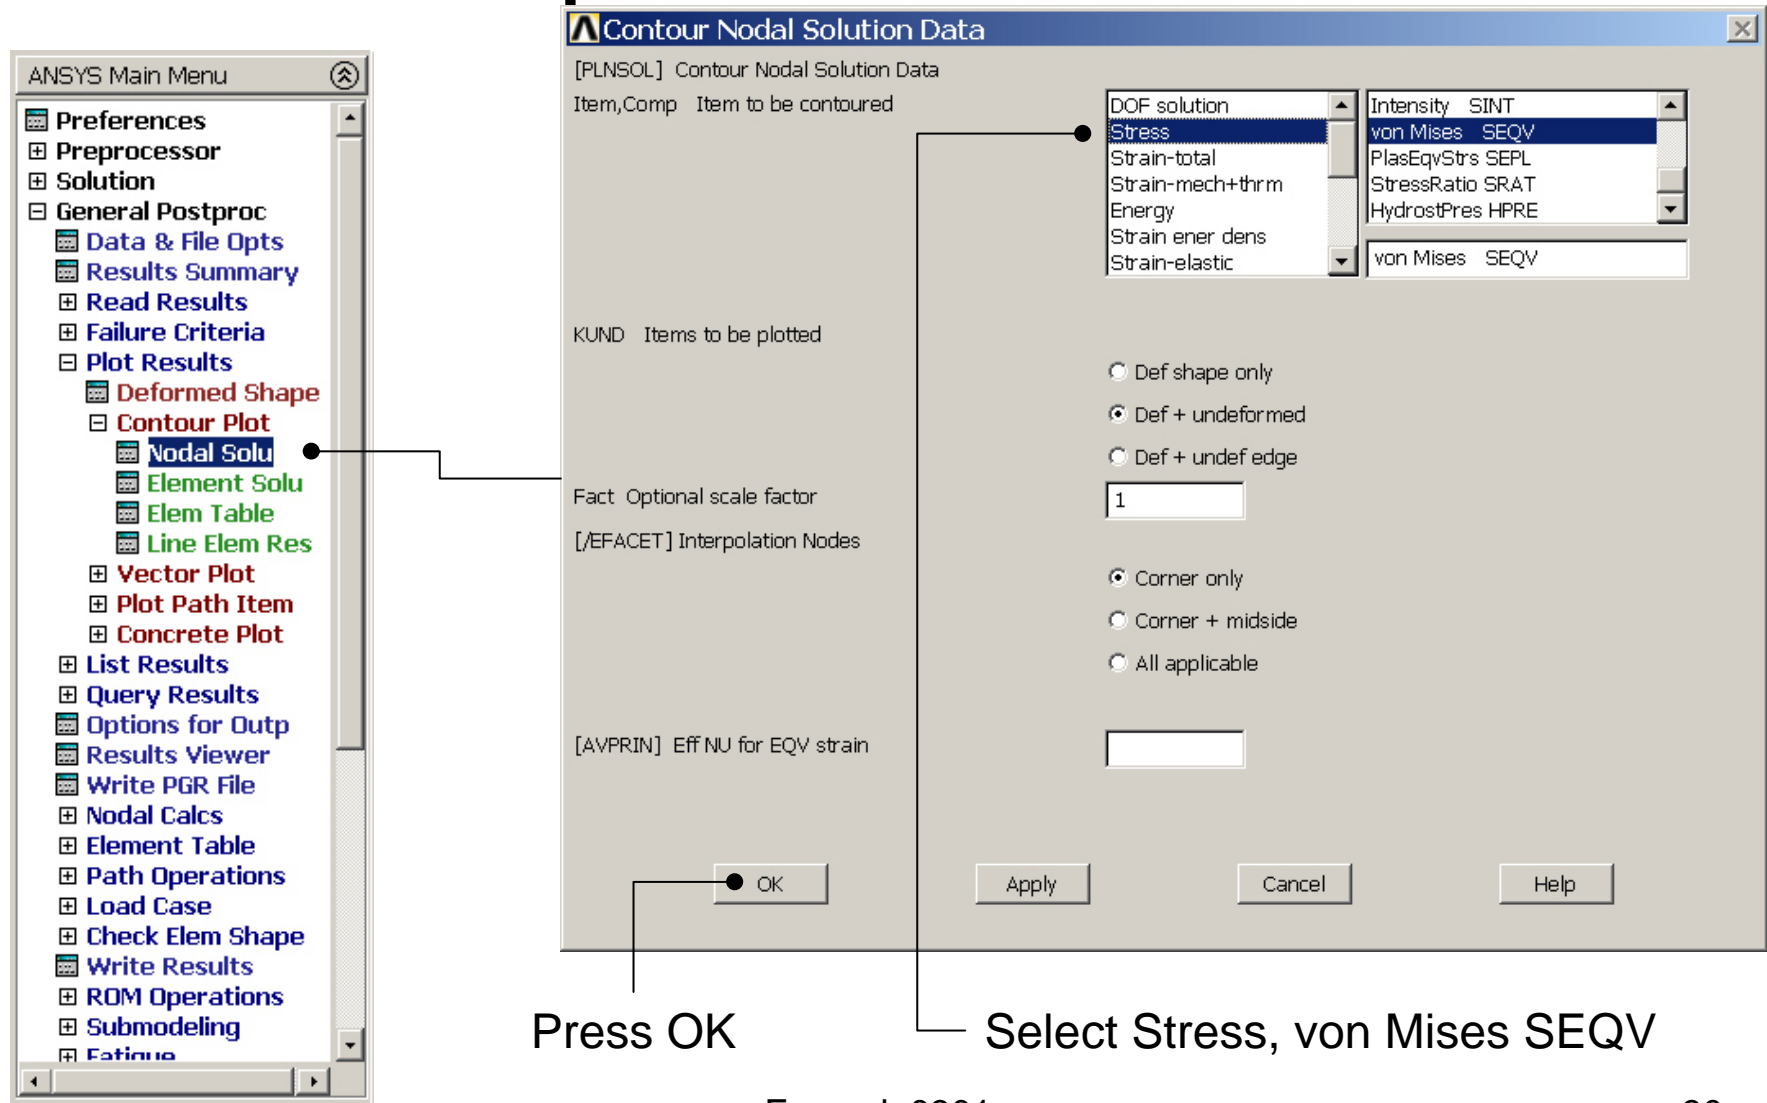 ANSYS Main Menu
Preferences
Preprocessor
Solution
General Postproc
Data & File Opts
Results Summary
Read Results
Failure Criteria
Plot Results
Deformed Shape
Contour Plot
Nodal Solu
Element Solu
Elem Table
Line Elem Res
Vector Plot
Plot Path Item
Concrete Plot
List Results
Query Results
Options for Outp
Results Viewer
Write PGR File
Nodal Calcs
Element Table
Path Operations
Load Case
Check Elem Shape
Write Results
ROM Operations
Submodeling
Fatigue
Contour Nodal Solution Data
[PLNSOL] Contour Nodal Solution Data
Item,Comp Item to be contoured
DOF solution
Stress
Strain-total
Strain-mech+thrm
Energy
Strain ener dens
Strain-elastic
Intensity SINT
von Mises SEQV
PlasEqvStrs SEPL
StressRatio SRAT
HydrostPres HPRE
von Mises SEQV
KUND Items to be plotted
Def shape only
Def + undeformed
Def + undef edge
Fact Optional scale factor
1
[/EFACET] Interpolation Nodes
Corner only
Corner + midside
All applicable
[AVPRIN] Eff NU for EQV strain
OK
Apply
Cancel
Help
Press OK
Select Stress, von Mises SEQV